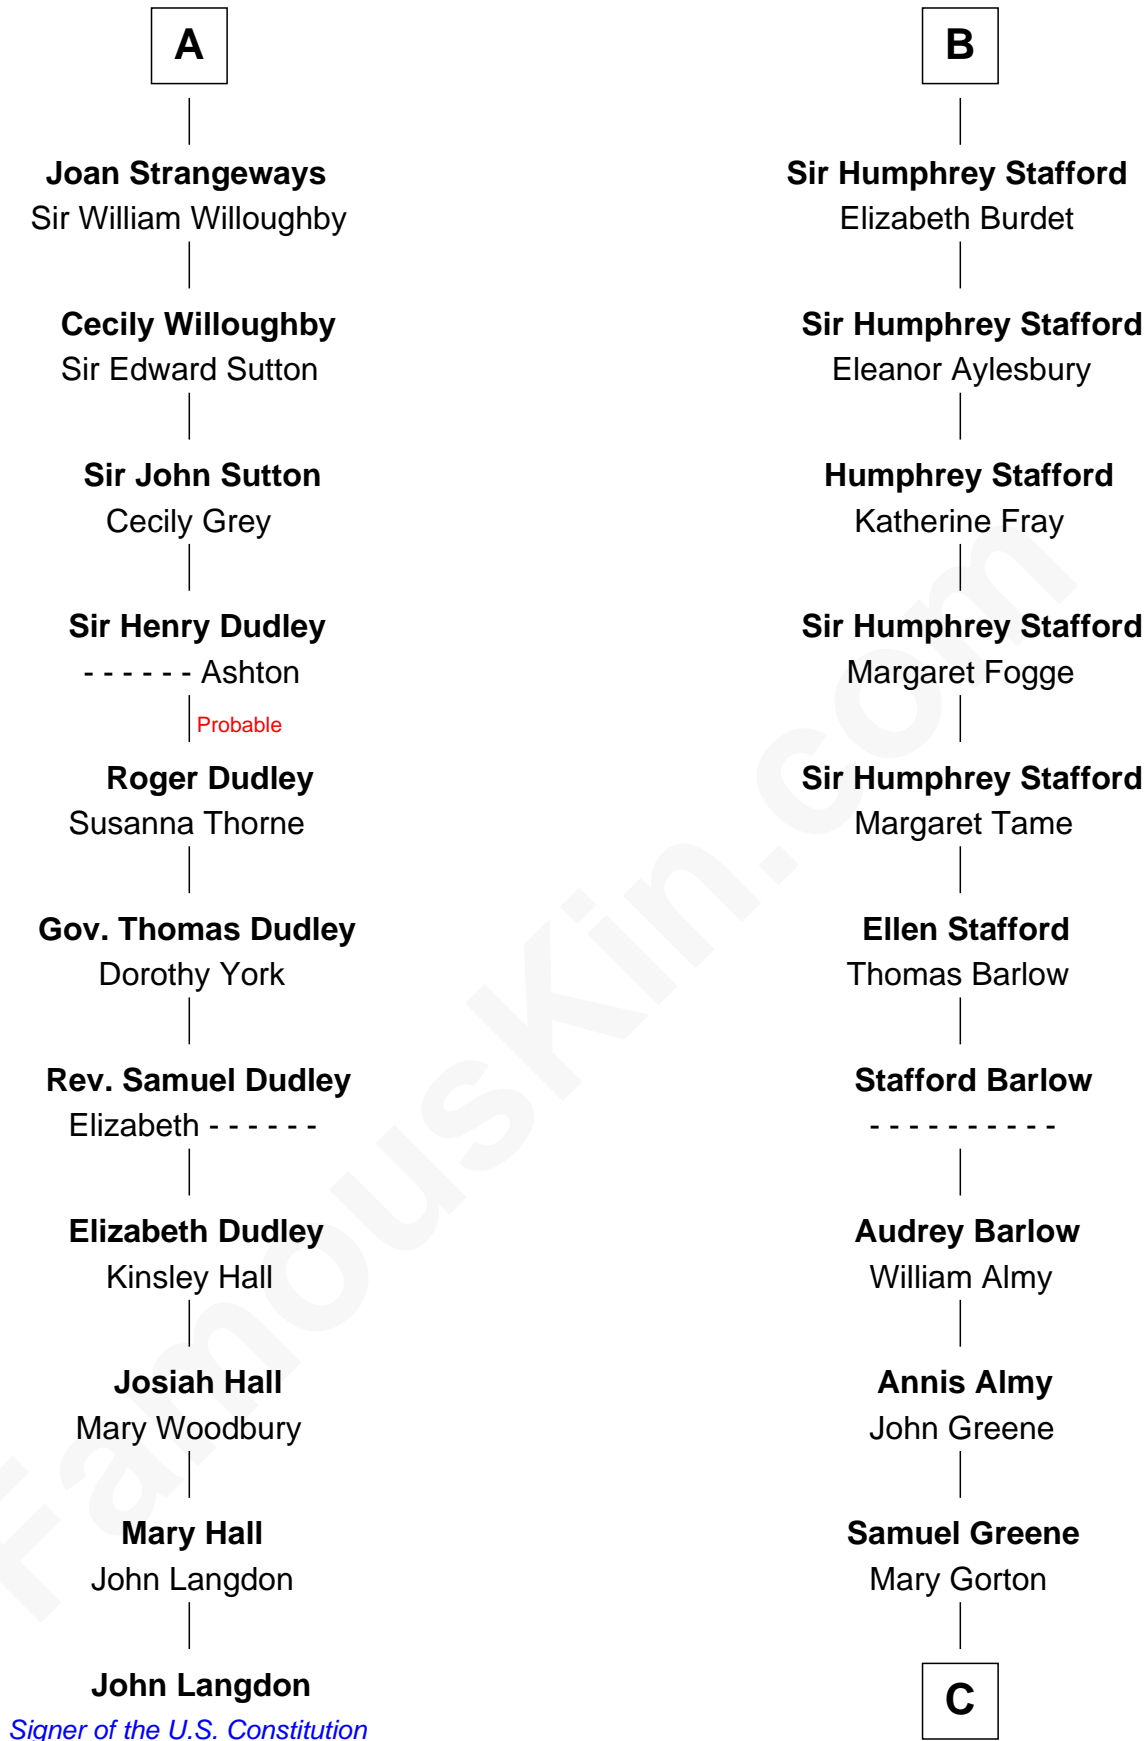 A
Joan Strangeways
Sir William Willoughby
Cecily Willoughby
Sir Edward Sutton
Sir John Sutton
Cecily Grey
Sir Henry Dudley
- - - - - - Ashton
Probable
Roger Dudley
Susanna Thorne
Gov. Thomas Dudley
Dorothy York
Rev. Samuel Dudley
Elizabeth - - - - - -
Elizabeth Dudley
Kinsley Hall
Josiah Hall
Mary Woodbury
Mary Hall
John Langdon
John Langdon
Signer of the U.S. Constitution
B
Sir Humphrey Stafford
Elizabeth Burdet
Sir Humphrey Stafford
Eleanor Aylesbury
Humphrey Stafford
Katherine Fray
Sir Humphrey Stafford
Margaret Fogge
Sir Humphrey Stafford
Margaret Tame
Ellen Stafford
Thomas Barlow
Stafford Barlow
- - - - - - - - - -
Audrey Barlow
William Almy
Annis Almy
John Greene
Samuel Greene
Mary Gorton
C
FamousKin.com